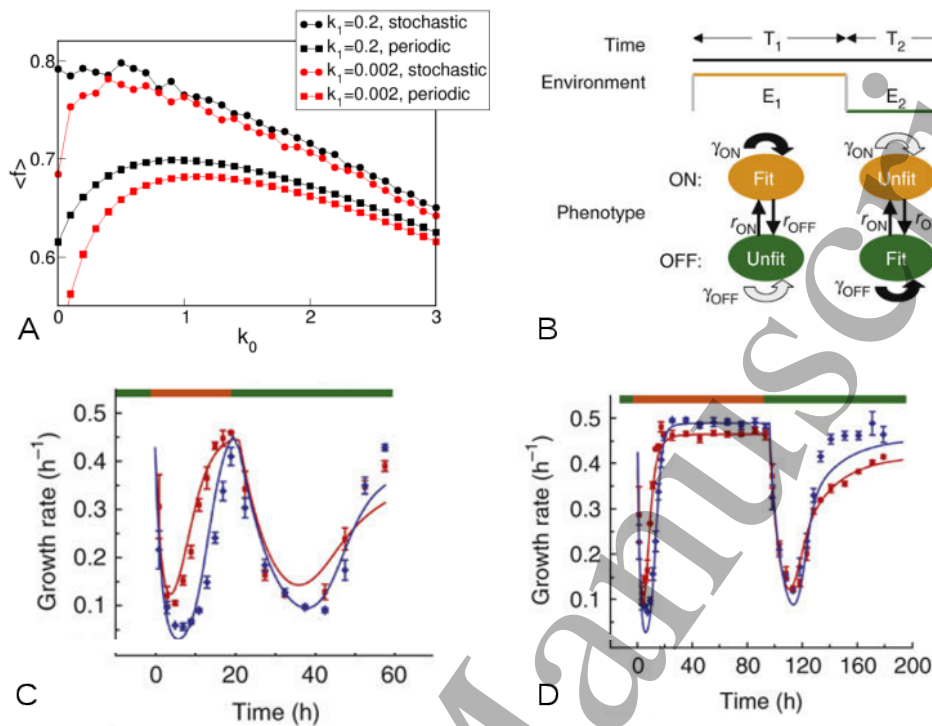 k₁=0.2, stochastic
k₁=0.2, periodic
k₁=0.002, stochastic
k₁=0.002, periodic
0.8
0.7
0.6
<f>
0 1 2 3
k₀
A
Time T₁ T₂
Environment E₁ E₂
γON γON
ON: Fit Unfit
Phenotype rON rOFF rON
OFF: Unfit Fit
γOFF γOFF
B
0.5
0.4
0.3
0.2
0.1
Growth rate (h⁻¹)
0 20 40 60
Time (h)
C
0.5
0.4
0.3
0.2
0.1
Growth rate (h⁻¹)
0 40 80 120 160 200
Time (h)
D